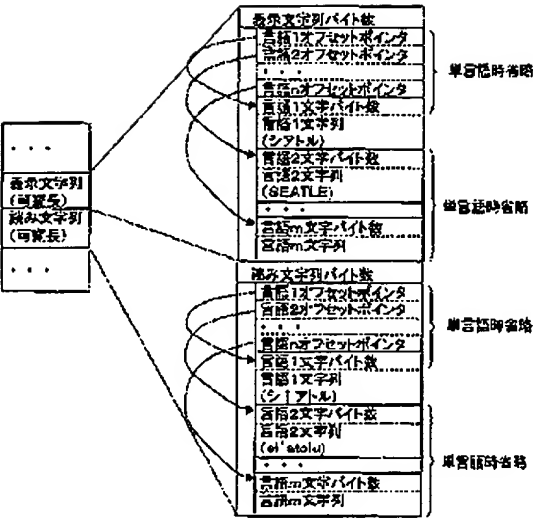 ・・・
表示文字列
(可変長)
読み文字列
(可変長)
・・・
表示文字列バイト数
言語1オフセットポインタ
言語2オフセットポインタ
・・・
言語nオフセットポインタ
言語1文字バイト数
言語1文字列
(シアトル)
言語2文字バイト数
言語2文字列
(SEATLE)
・・・
言語m文字バイト数
言語m文字列
単言語時省略
単言語時省略
読み文字列バイト数
言語1オフセットポインタ
言語2オフセットポインタ
・・・
言語nオフセットポインタ
言語1文字バイト数
言語1文字列
言語2文字バイト数
言語2文字列
・・・
言語m文字バイト数
言語m文字列
単言語時省略
単言語時省略